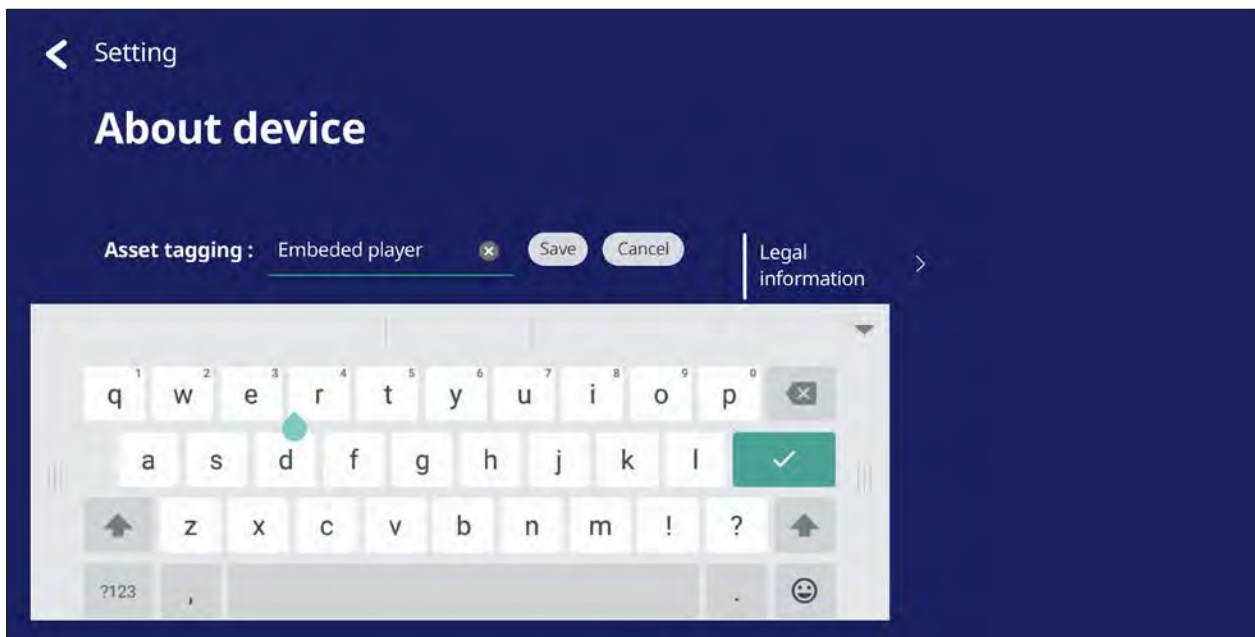 Setting
About device
Asset tagging : Embeded player Save Cancel
Legal
information
1 2 3 4 5 6 7 8 9 0
q w e r t y u i o p
a s d f g h j k l
z x c v b n m ! ?
?123 , .